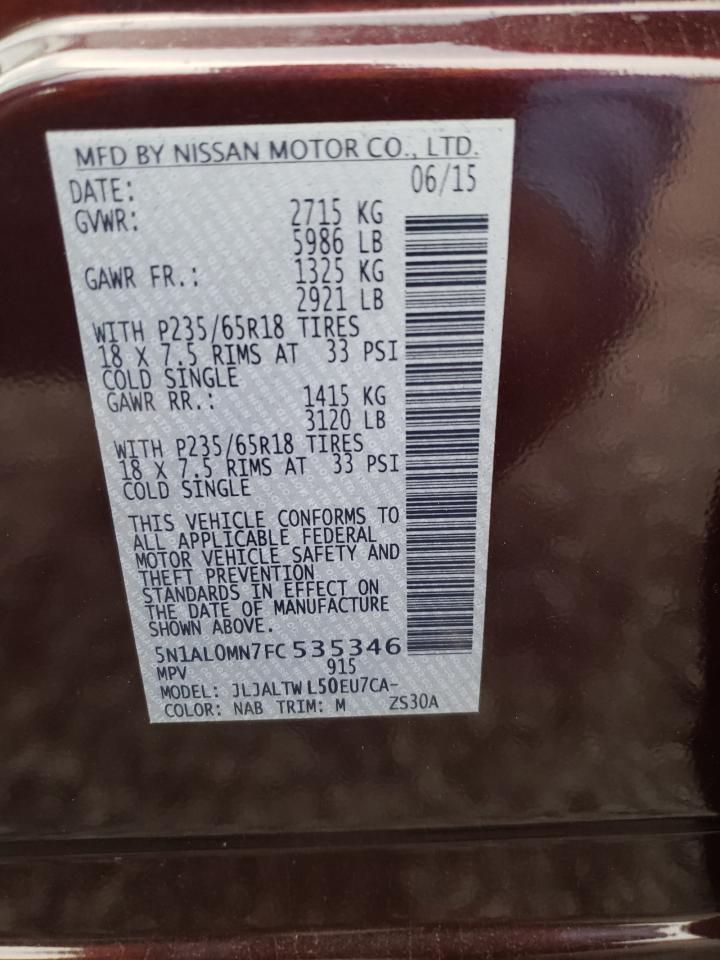 MFD BY NISSAN MOTOR CO., LTD.
DATE: 06/15
GVWR: 2715 KG
5986 LB
GAWR FR.: 1325 KG
2921 LB
WITH P235/65R18 TIRES
18 X 7.5 RIMS AT 33 PSI
COLD SINGLE
GAWR RR.: 1415 KG
3120 LB
WITH P235/65R18 TIRES
18 X 7.5 RIMS AT 33 PSI
COLD SINGLE
THIS VEHICLE CONFORMS TO
ALL APPLICABLE FEDERAL
MOTOR VEHICLE SAFETY AND
THEFT PREVENTION
STANDARDS IN EFFECT ON
THE DATE OF MANUFACTURE
SHOWN ABOVE.
5N1AL0MN7FC535346
MPV 915
MODEL: JLJALTWL50EU7CA-
COLOR: NAB TRIM: M ZS30A